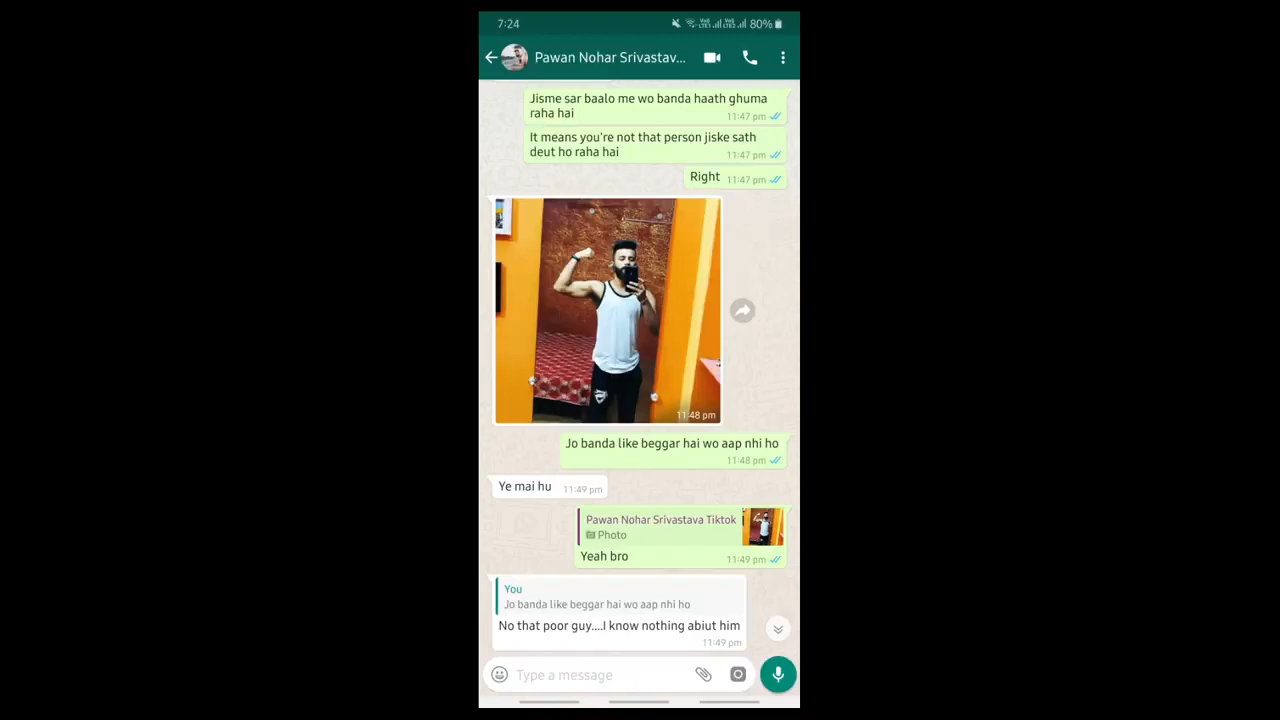 7:24
80%
Pawan Nohar Srivastav...
Jisme sar baalo me wo banda haath ghuma
raha hai
11:47 pm
It means you're not that person jiske sath
deut ho raha hai
11:47 pm
Right 11:47 pm
11:48 pm
Jo banda like beggar hai wo aap nhi ho
11:48 pm
Ye mai hu 11:49 pm
Pawan Nohar Srivastava Tiktok
Photo
Yeah bro 11:49 pm
You
Jo banda like beggar hai wo aap nhi ho
No that poor guy....I know nothing abiut him
11:49 pm
Type a message